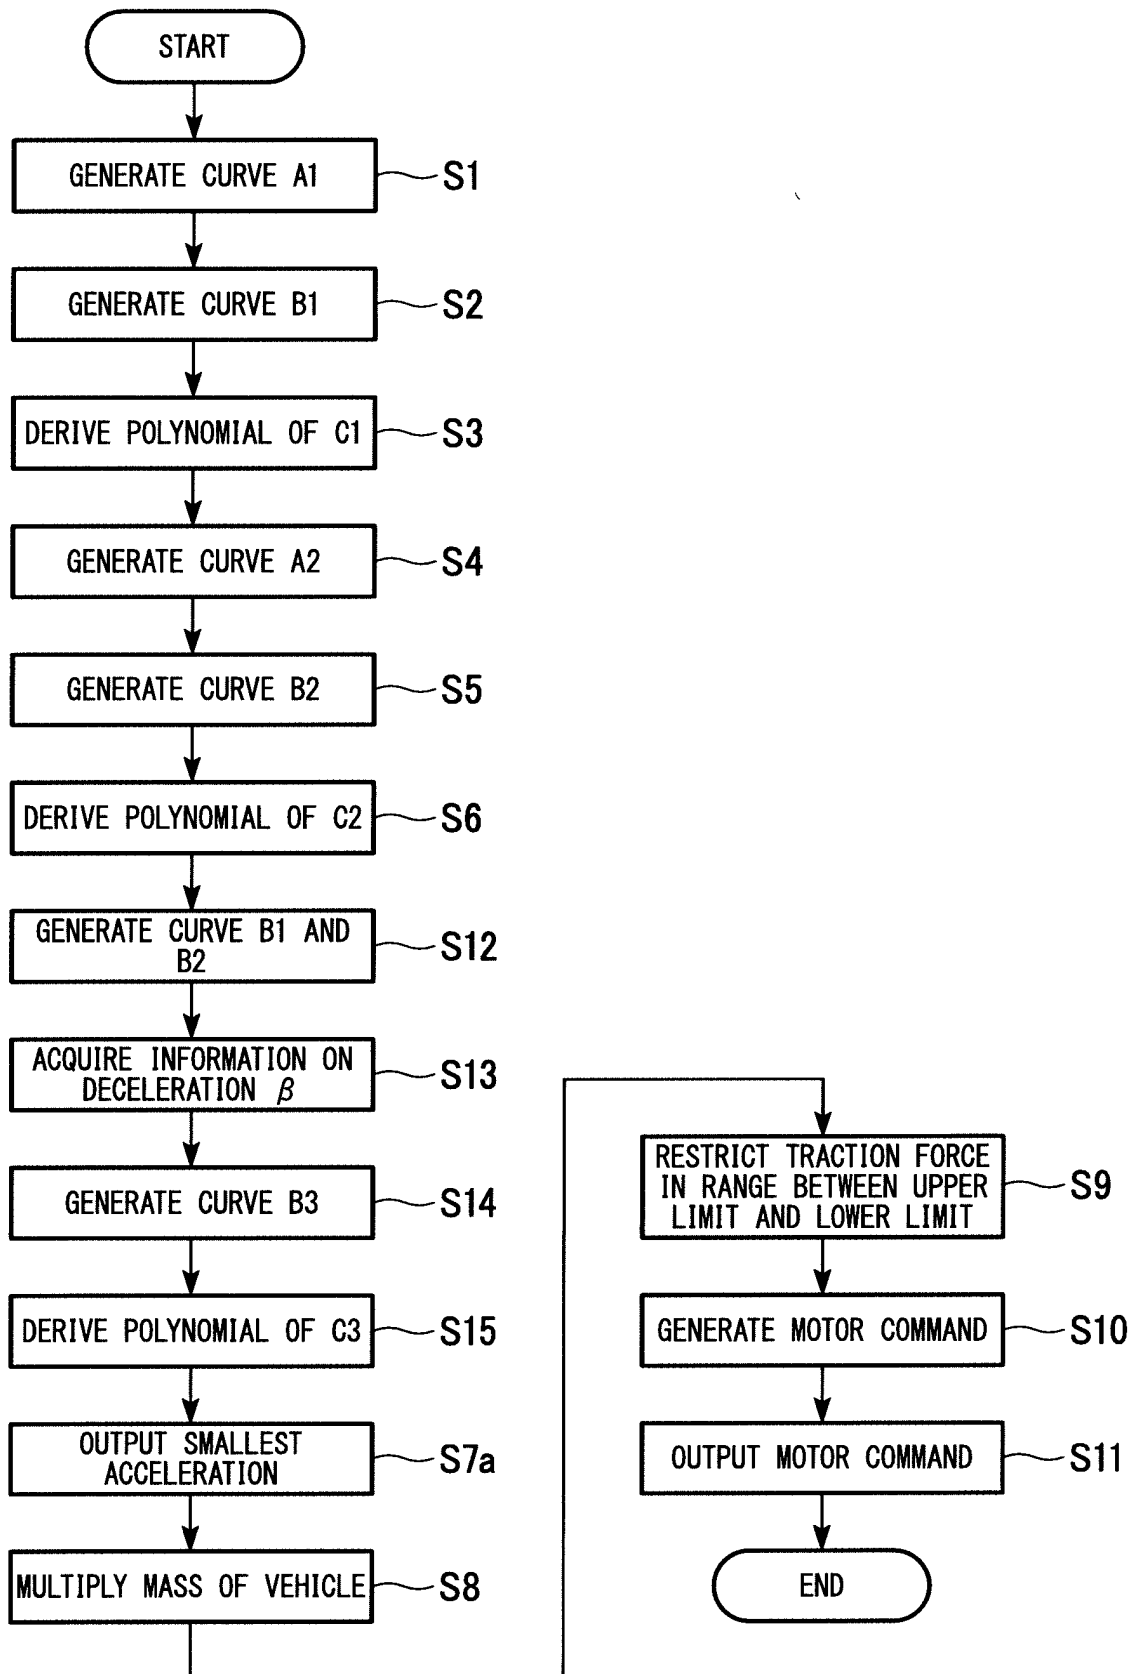 START
GENERATE CURVE A1
S1
GENERATE CURVE B1
S2
DERIVE POLYNOMIAL OF C1
S3
GENERATE CURVE A2
S4
GENERATE CURVE B2
S5
DERIVE POLYNOMIAL OF C2
S6
GENERATE CURVE B1 AND
B2
S12
ACQUIRE INFORMATION ON
DECELERATION β
S13
GENERATE CURVE B3
S14
DERIVE POLYNOMIAL OF C3
S15
OUTPUT SMALLEST
ACCELERATION
S7a
MULTIPLY MASS OF VEHICLE
S8
RESTRICT TRACTION FORCE
IN RANGE BETWEEN UPPER
LIMIT AND LOWER LIMIT
S9
GENERATE MOTOR COMMAND
S10
OUTPUT MOTOR COMMAND
S11
END